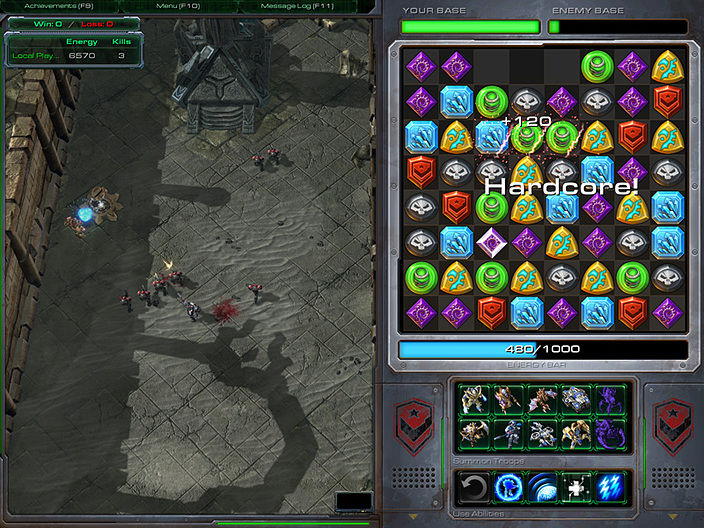 Achievements (F9) Menu (F10) Message Log (F11)
Win: 0 / Loss: 0
Energy Kills
Local Play... 6570 3
YOUR BASE ENEMY BASE
+120
Hardcore!
480/1000
ENERGY BAR
Summon Troops
Use Abilities